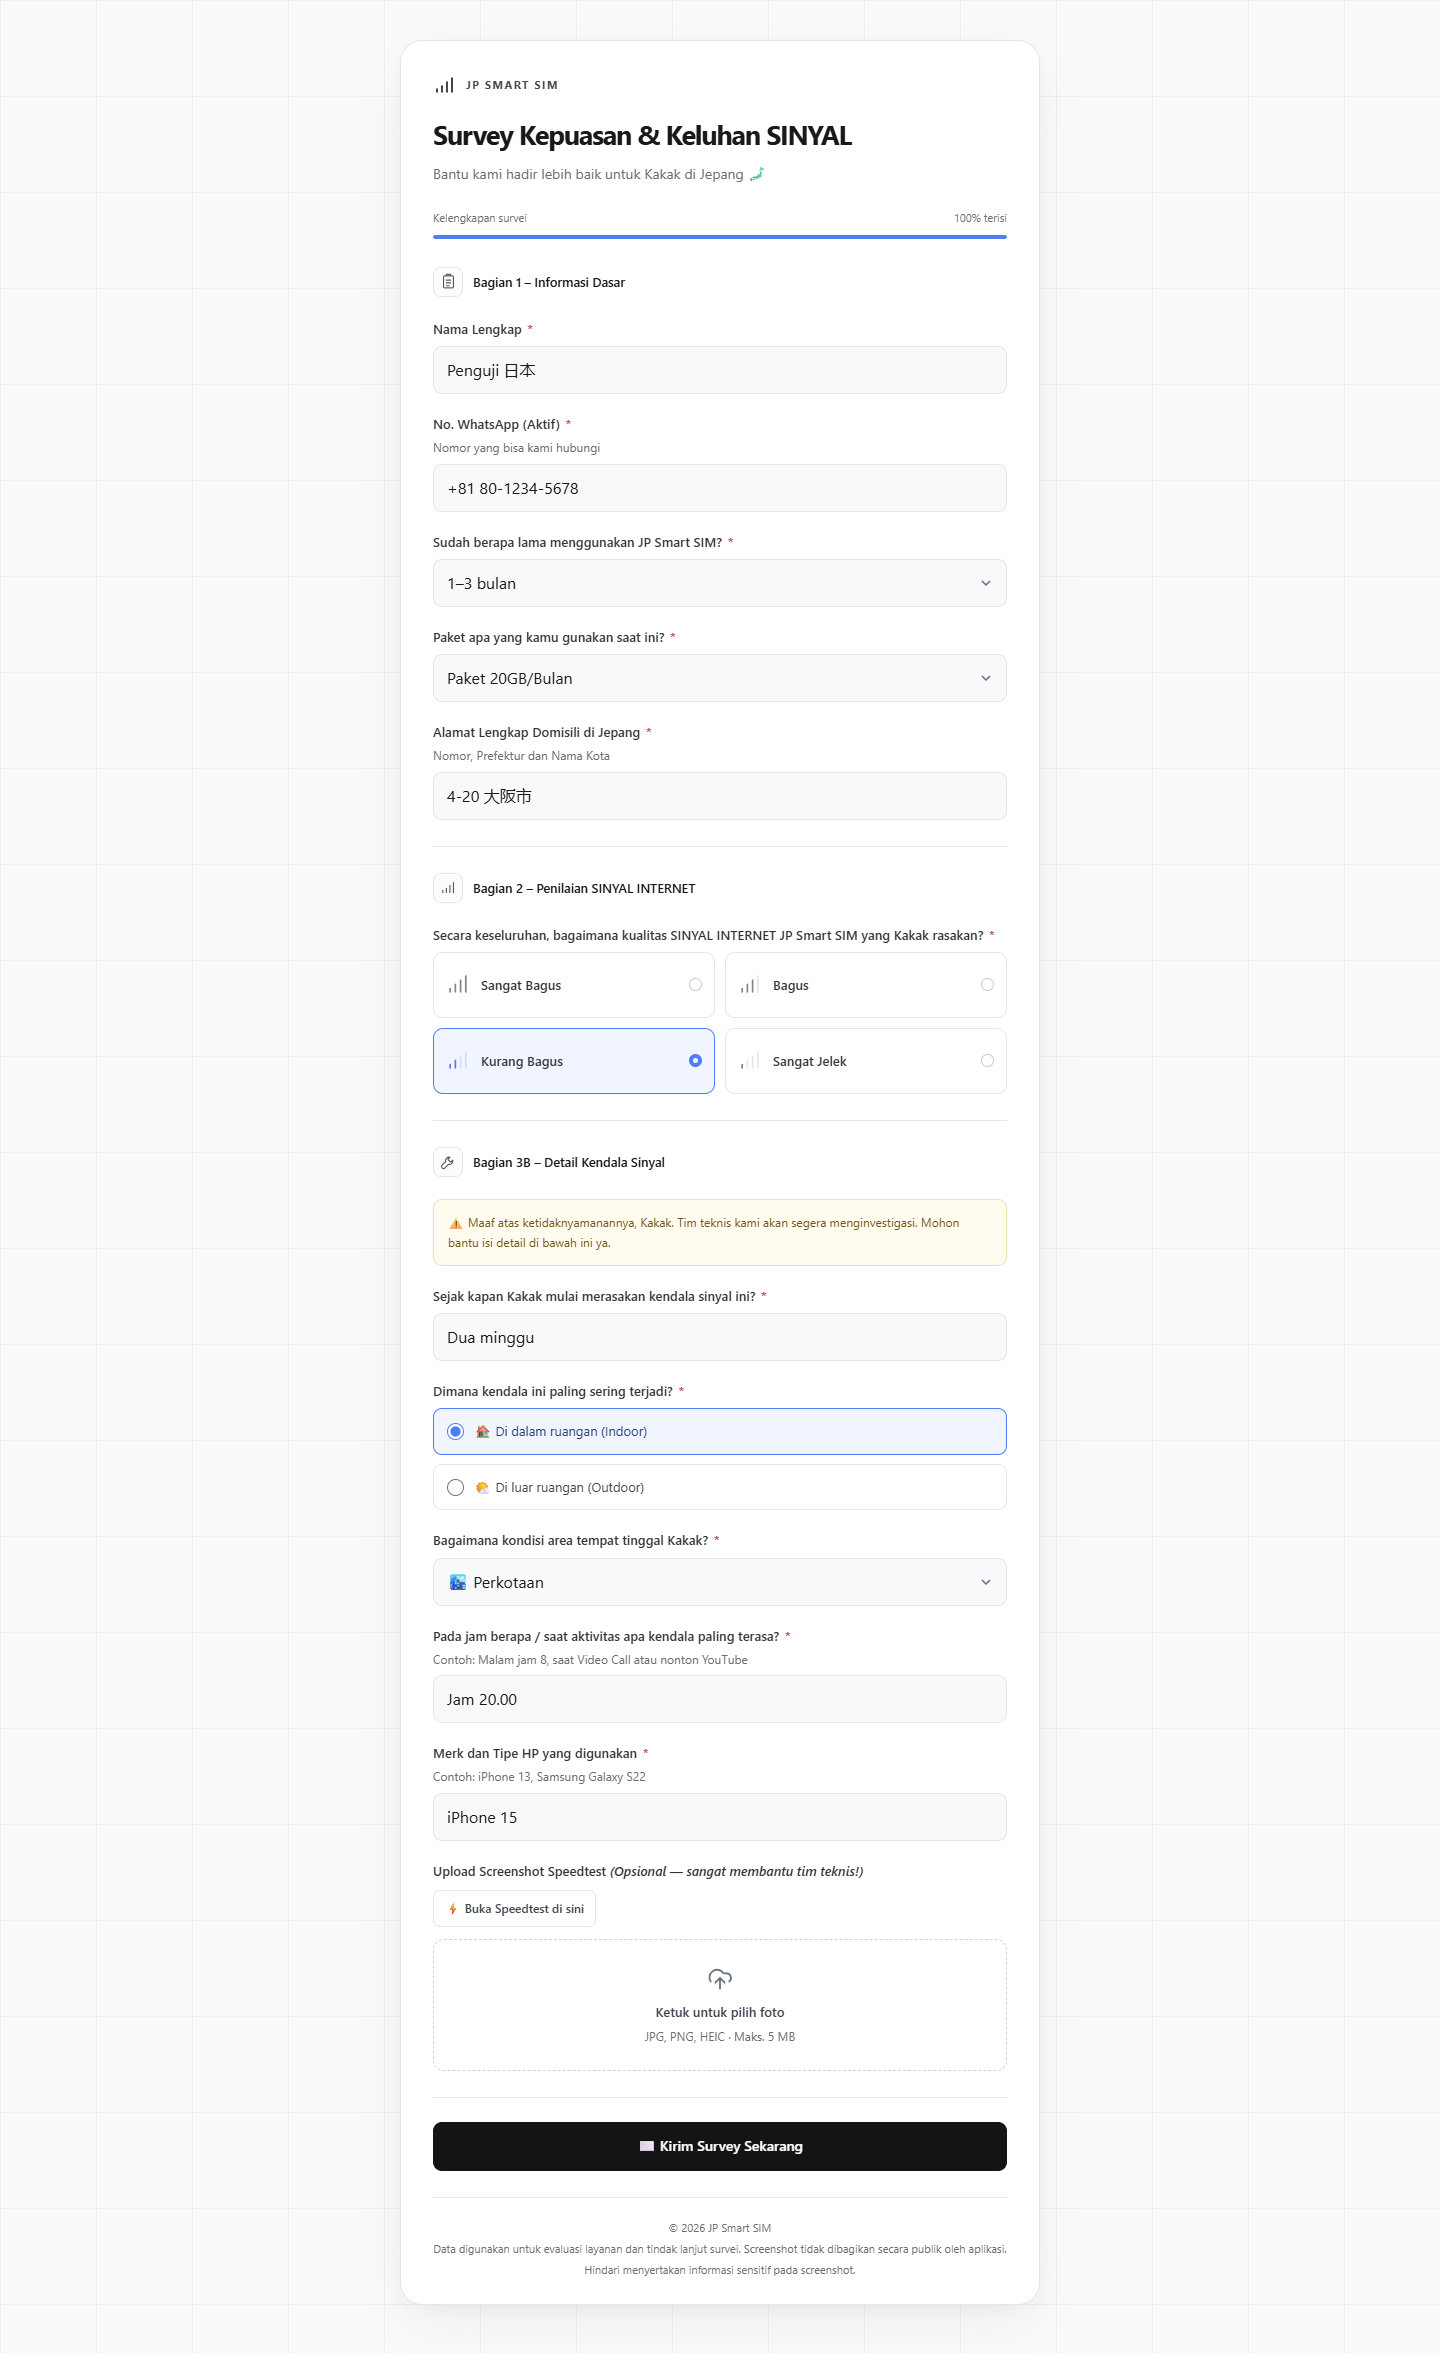 JP SMART SIM
Survey Kepuasan & Keluhan SINYAL
Bantu kami hadir lebih baik untuk Kakak di Jepang 🗾
Kelengkapan survei
100% terisi
Bagian 1 – Informasi Dasar
Nama Lengkap *
Penguji 日本
No. WhatsApp (Aktif) *
Nomor yang bisa kami hubungi
+81 80-1234-5678
Sudah berapa lama menggunakan JP Smart SIM? *
1–3 bulan
Paket apa yang kamu gunakan saat ini? *
Paket 20GB/Bulan
Alamat Lengkap Domisili di Jepang *
Nomor, Prefektur dan Nama Kota
4-20 大阪市
Bagian 2 – Penilaian SINYAL INTERNET
Secara keseluruhan, bagaimana kualitas SINYAL INTERNET JP Smart SIM yang Kakak rasakan? *
Sangat Bagus
Bagus
Kurang Bagus
Sangat Jelek
Bagian 3B – Detail Kendala Sinyal
⚠️ Maaf atas ketidaknyamanannya, Kakak. Tim teknis kami akan segera menginvestigasi. Mohon
bantu isi detail di bawah ini ya.
Sejak kapan Kakak mulai merasakan kendala sinyal ini? *
Dua minggu
Dimana kendala ini paling sering terjadi? *
🏠 Di dalam ruangan (Indoor)
🌤️ Di luar ruangan (Outdoor)
Bagaimana kondisi area tempat tinggal Kakak? *
🏙️ Perkotaan
Pada jam berapa / saat aktivitas apa kendala paling terasa? *
Contoh: Malam jam 8, saat Video Call atau nonton YouTube
Jam 20.00
Merk dan Tipe HP yang digunakan *
Contoh: iPhone 13, Samsung Galaxy S22
iPhone 15
Upload Screenshot Speedtest (Opsional — sangat membantu tim teknis!)
Buka Speedtest di sini
Ketuk untuk pilih foto
JPG, PNG, HEIC · Maks. 5 MB
Kirim Survey Sekarang
© 2026 JP Smart SIM
Data digunakan untuk evaluasi layanan dan tindak lanjut survei. Screenshot tidak dibagikan secara publik oleh aplikasi.
Hindari menyertakan informasi sensitif pada screenshot.